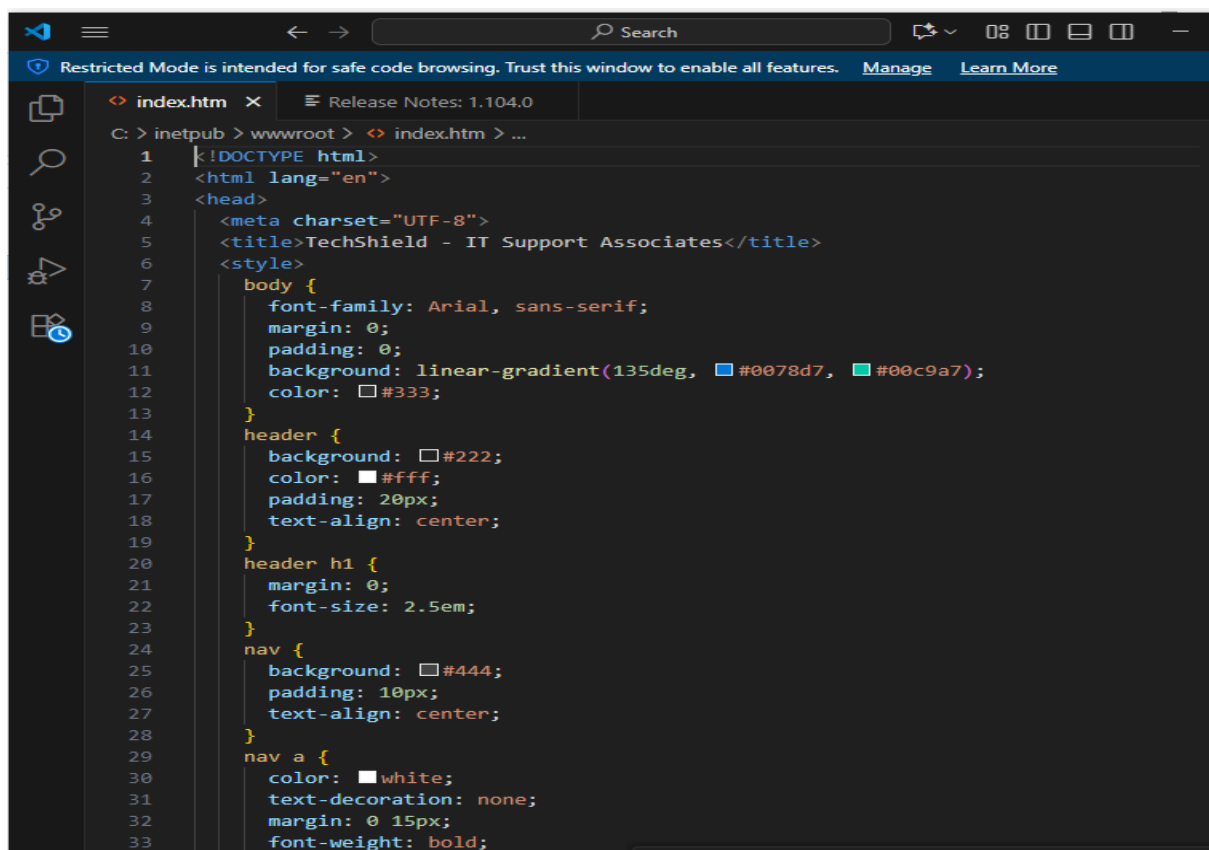 Search
Restricted Mode is intended for safe code browsing. Trust this window to enable all features. Manage Learn More
index.htm Release Notes: 1.104.0
C: > inetpub > wwwroot > <> index.htm > ...
1 <!DOCTYPE html>
2 <html lang="en">
3 <head>
4 <meta charset="UTF-8">
5 <title>TechShield - IT Support Associates</title>
6 <style>
7 body {
8 font-family: Arial, sans-serif;
9 margin: 0;
10 padding: 0;
11 background: linear-gradient(135deg, #0078d7, #00c9a7);
12 color: #333;
13 }
14 header {
15 background: #222;
16 color: #fff;
17 padding: 20px;
18 text-align: center;
19 }
20 header h1 {
21 margin: 0;
22 font-size: 2.5em;
23 }
24 nav {
25 background: #444;
26 padding: 10px;
27 text-align: center;
28 }
29 nav a {
30 color: white;
31 text-decoration: none;
32 margin: 0 15px;
33 font-weight: bold;